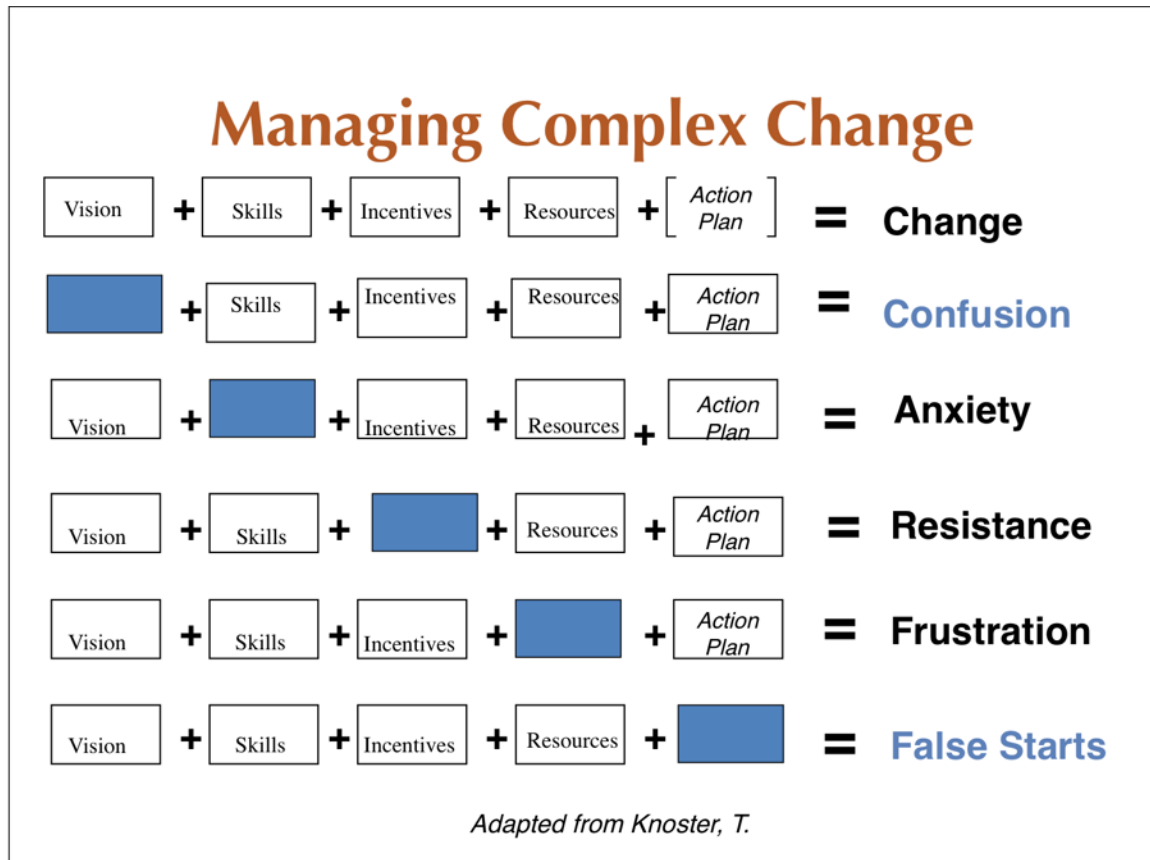 Managing Complex Change
Vision + Skills + Incentives + Resources + Action Plan = Change
+ Skills + Incentives + Resources + Action Plan = Confusion
Vision + + Incentives + Resources + Action Plan = Anxiety
Vision + Skills + + Resources + Action Plan = Resistance
Vision + Skills + Incentives + + Action Plan = Frustration
Vision + Skills + Incentives + Resources + = False Starts
Adapted from Knoster, T.